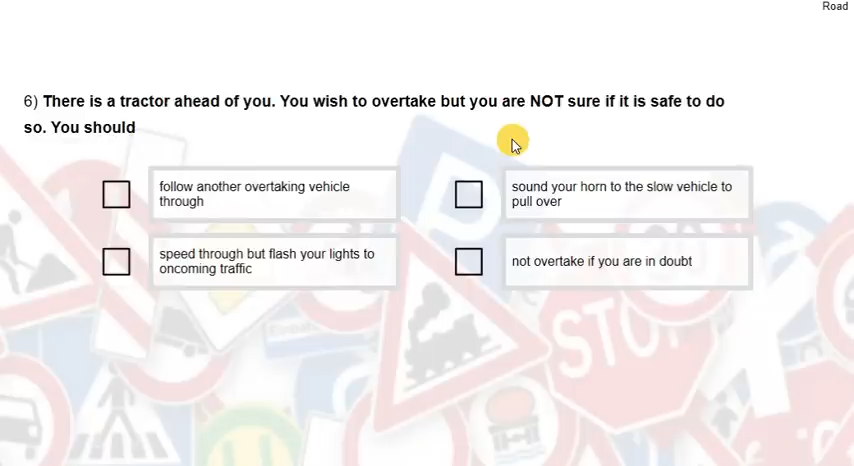 Road
6) There is a tractor ahead of you. You wish to overtake but you are NOT sure if it is safe to do
so. You should
follow another overtaking vehicle
through
sound your horn to the slow vehicle to
pull over
speed through but flash your lights to
oncoming traffic
not overtake if you are in doubt
P
STO